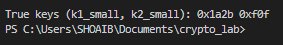 True keys (k1_small, k2_small): 0x1a2b 0xf0f
PS C:\Users\SHOAIB\Documents\crypto_lab>